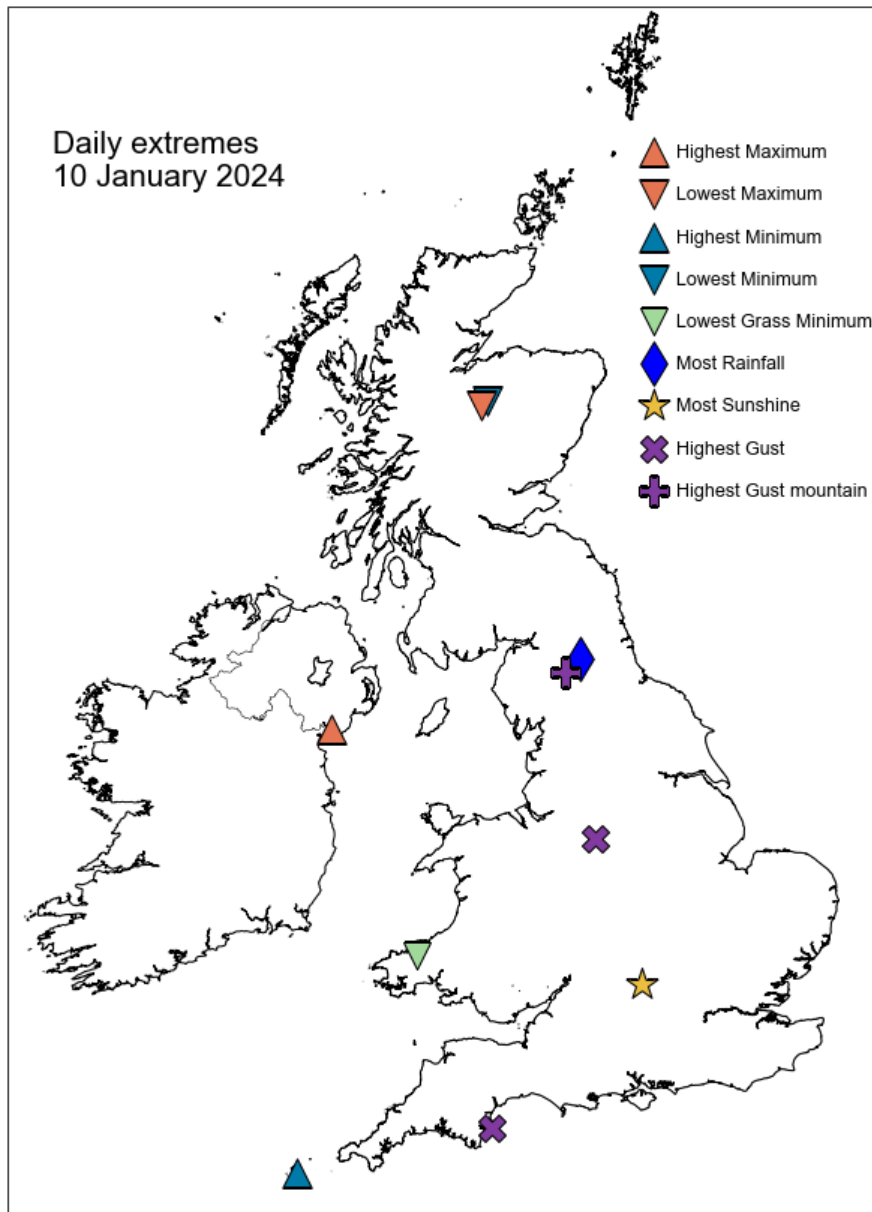 Daily extremes
10 January 2024
Highest Maximum
Lowest Maximum
Highest Minimum
Lowest Minimum
Lowest Grass Minimum
Most Rainfall
Most Sunshine
Highest Gust
Highest Gust mountain